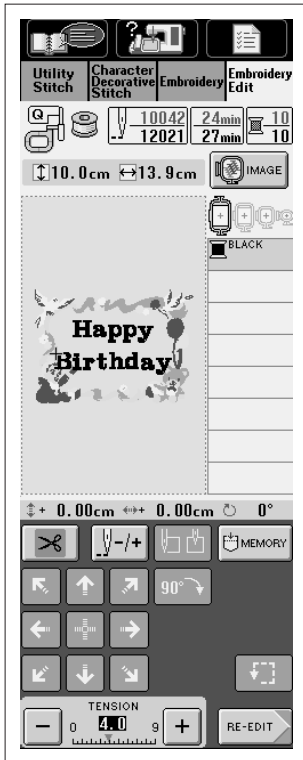 Utility Stitch
Character Decorative Stitch
Embroidery
Embroidery Edit
Q
10042
12021
24min
27min
10
10
10.0cm 13.9cm
IMAGE
BLACK
Happy
Birthday
+ 0.00cm + 0.00cm 0°
-/+
MEMORY
90°
TENSION
- 0 4.0 9 +
RE-EDIT